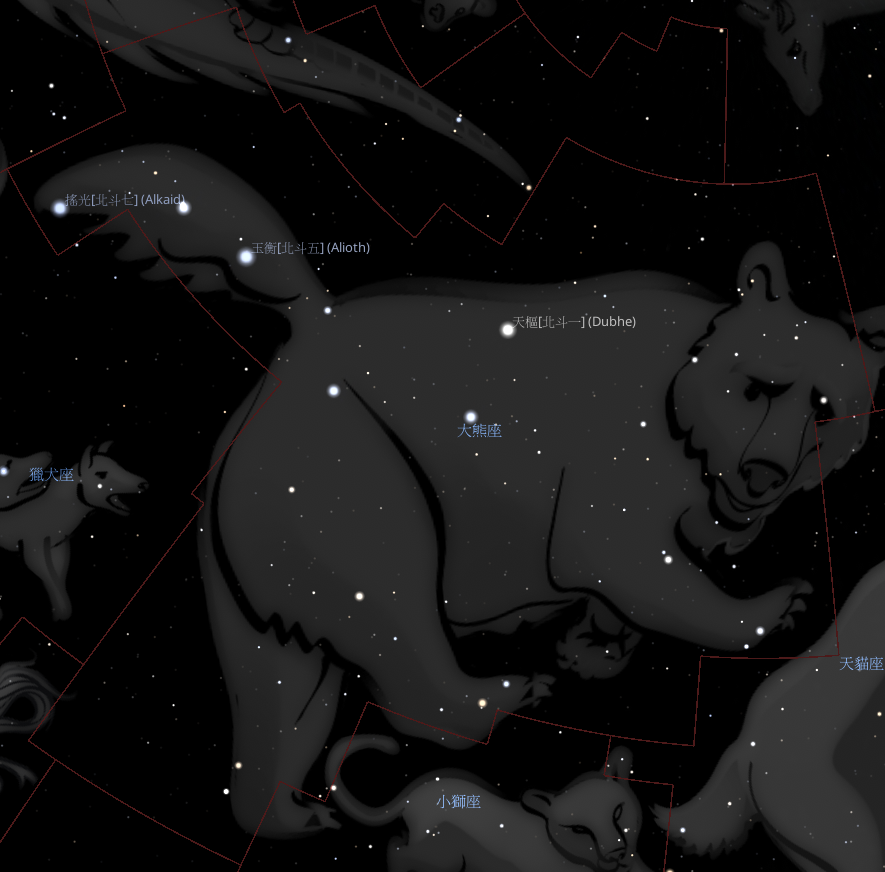 搖光[北斗七] (Alkaid)
玉衡[北斗五] (Alioth)
天樞[北斗一] (Dubhe)
大熊座
獵犬座
天貓座
小獅座